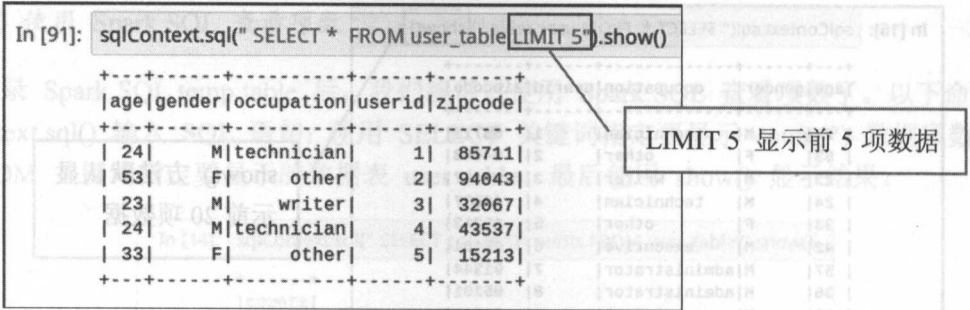 In [91]: sqlContext.sql(" SELECT * FROM user_table LIMIT 5").show()
+---+------+----------+------+-------+
|age|gender|occupation|userid|zipcode|
+---+------+----------+------+-------+
| 24|     M|technician|     1|  85711|
| 53|     F|     other|     2|  94043|
| 23|     M|    writer|     3|  32067|
| 24|     M|technician|     4|  43537|
| 33|     F|     other|     5|  15213|
+---+------+----------+------+-------+
LIMIT 5 显示前 5 项数据